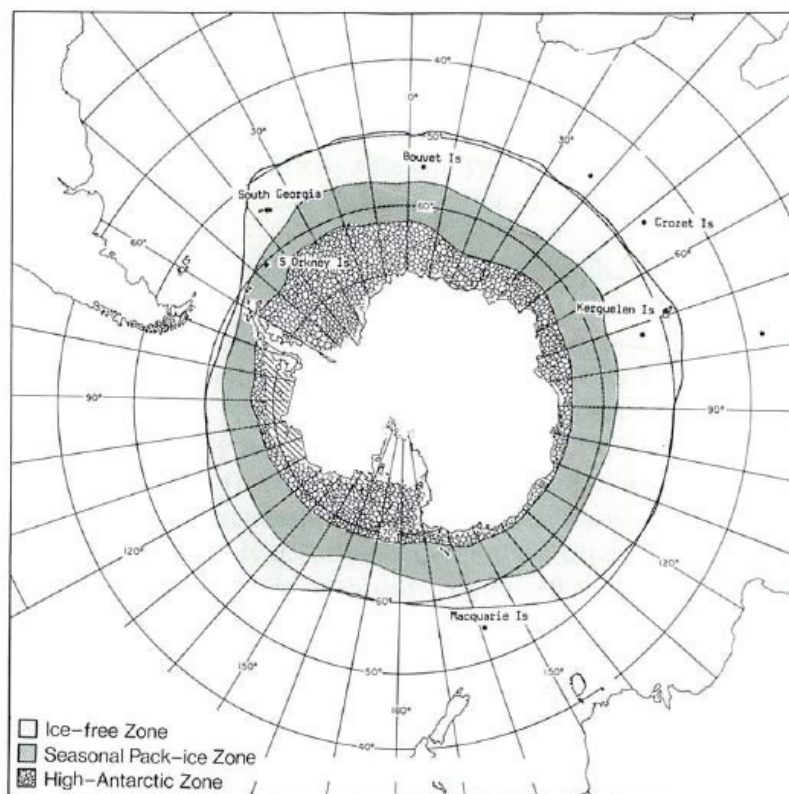 40°
0°
30°
50°
30°
Bouvet Is
South Georgia
60°
Grozet Is
60°
S Orkney Is
60°
Kerguelen Is
90°
90°
70°
120°
120°
60°
Macquarie Is
150°
50°
150°
180°
40°
Ice-free Zone
Seasonal Pack-ice Zone
High-Antarctic Zone